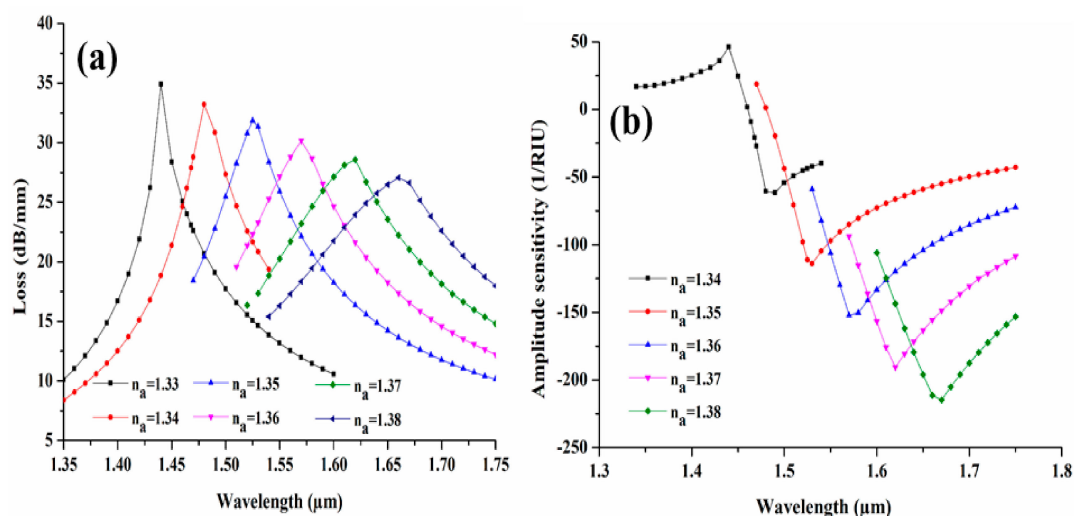 (a)
Loss (dB/mm)
40
35
30
25
20
15
10
5
n_a=1.33
n_a=1.35
n_a=1.37
n_a=1.34
n_a=1.36
n_a=1.38
1.35 1.40 1.45 1.50 1.55 1.60 1.65 1.70 1.75
Wavelength (µm)
(b)
Amplitude sensitivity (1/RIU)
50
0
-50
-100
-150
-200
-250
n_a=1.34
n_a=1.35
n_a=1.36
n_a=1.37
n_a=1.38
1.3 1.4 1.5 1.6 1.7 1.8
Wavelength (µm)